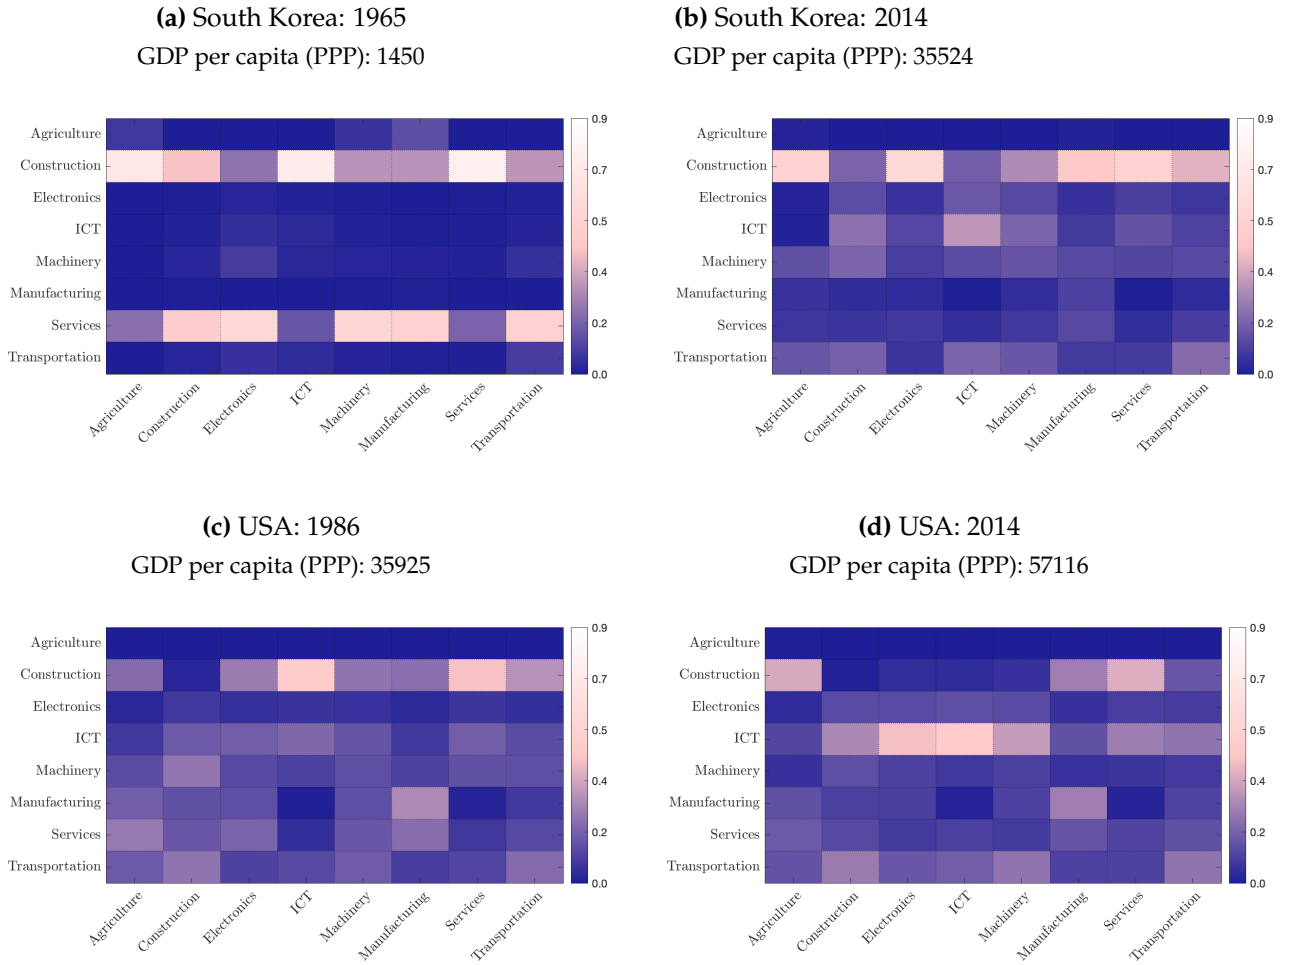 (a) South Korea: 1965
GDP per capita (PPP): 1450
Agriculture
Construction
Electronics
ICT
Machinery
Manufacturing
Services
Transportation
Agriculture
Construction
Electronics
ICT
Machinery
Manufacturing
Services
Transportation
0.9
0.7
0.5
0.4
0.2
0.0
(b) South Korea: 2014
GDP per capita (PPP): 35524
Agriculture
Construction
Electronics
ICT
Machinery
Manufacturing
Services
Transportation
Agriculture
Construction
Electronics
ICT
Machinery
Manufacturing
Services
Transportation
0.9
0.7
0.5
0.4
0.2
0.0
(c) USA: 1986
GDP per capita (PPP): 35925
Agriculture
Construction
Electronics
ICT
Machinery
Manufacturing
Services
Transportation
Agriculture
Construction
Electronics
ICT
Machinery
Manufacturing
Services
Transportation
0.9
0.7
0.5
0.4
0.2
0.0
(d) USA: 2014
GDP per capita (PPP): 57116
Agriculture
Construction
Electronics
ICT
Machinery
Manufacturing
Services
Transportation
Agriculture
Construction
Electronics
ICT
Machinery
Manufacturing
Services
Transportation
0.9
0.7
0.5
0.4
0.2
0.0